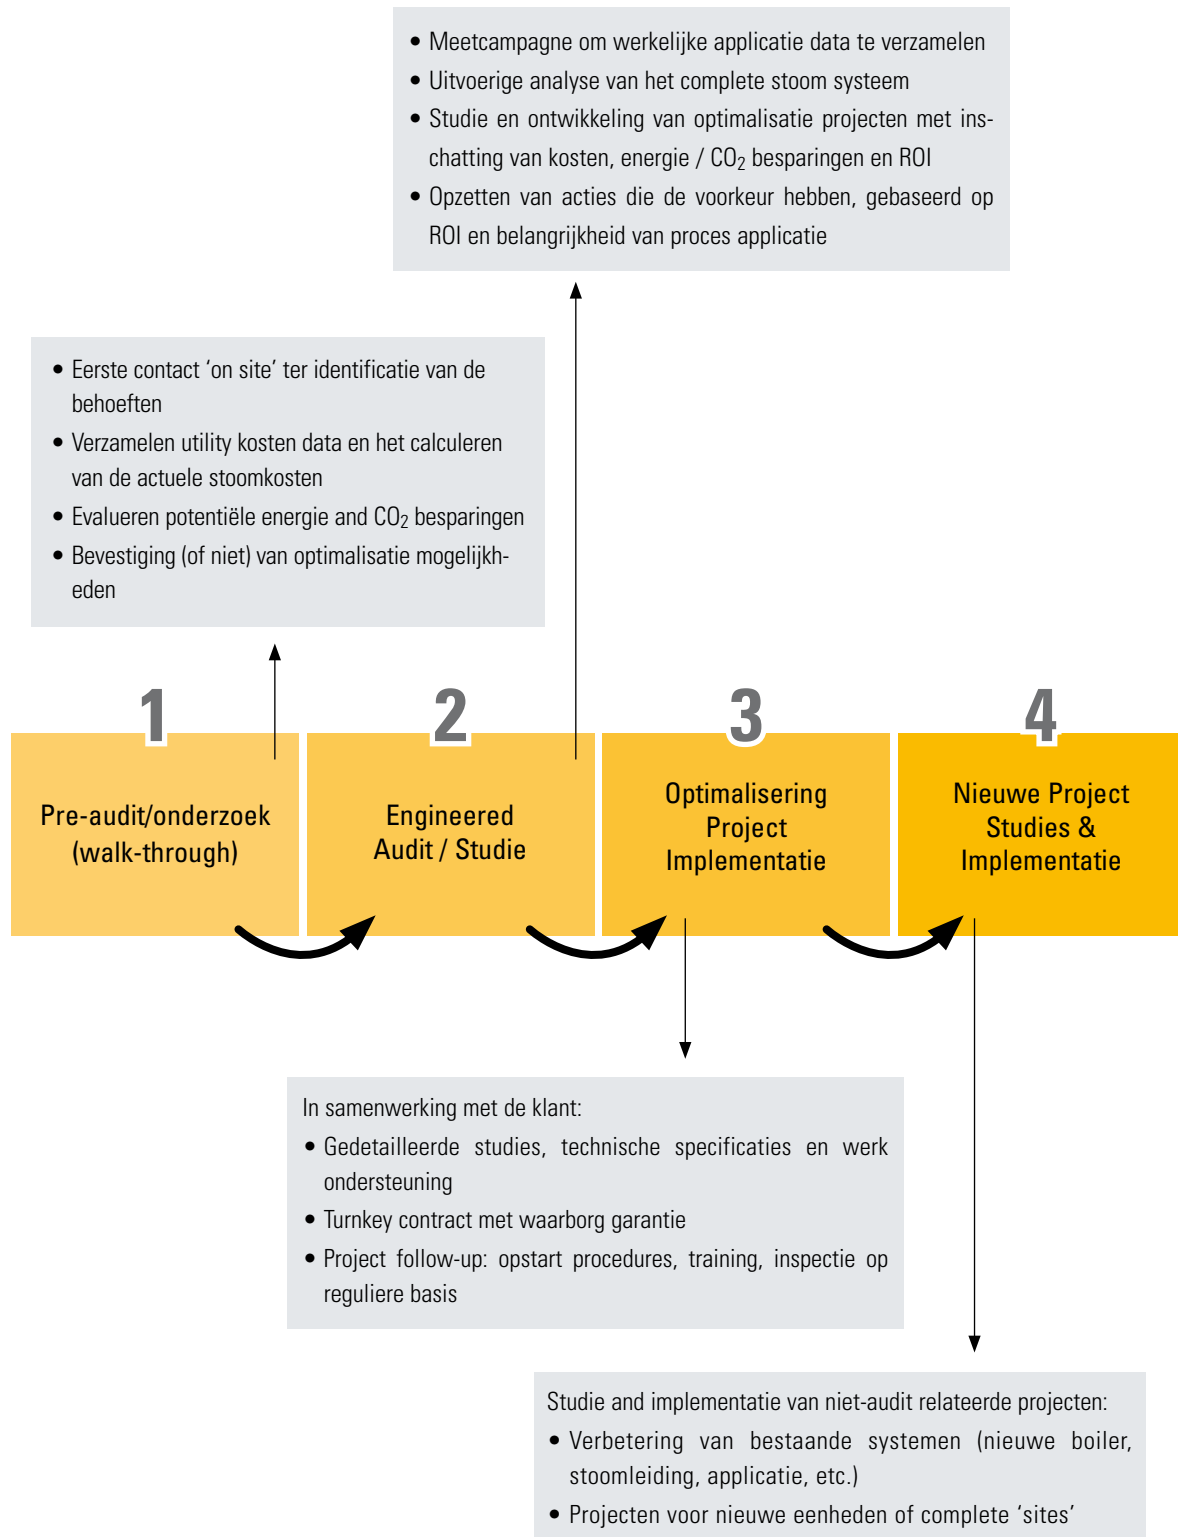 • Meetcampagne om werkelijke applicatie data te verzamelen
• Uitvoerige analyse van het complete stoom systeem
• Studie en ontwikkeling van optimalisatie projecten met ins-
chatting van kosten, energie / CO₂ besparingen en ROI
• Opzetten van acties die de voorkeur hebben, gebaseerd op
ROI en belangrijkheid van proces applicatie
• Eerste contact ‘on site’ ter identificatie van de
behoeften
• Verzamelen utility kosten data en het calculeren
van de actuele stoomkosten
• Evalueren potentiële energie and CO₂ besparingen
• Bevestiging (of niet) van optimalisatie mogelijkh-
eden
1
Pre-audit/onderzoek
(walk-through)
2
Engineered
Audit / Studie
3
Optimalisering
Project
Implementatie
4
Nieuwe Project
Studies &
Implementatie
In samenwerking met de klant:
• Gedetailleerde studies, technische specificaties en werk
ondersteuning
• Turnkey contract met waarborg garantie
• Project follow-up: opstart procedures, training, inspectie op
reguliere basis
Studie and implementatie van niet-audit relateerde projecten:
• Verbetering van bestaande systemen (nieuwe boiler,
stoomleiding, applicatie, etc.)
• Projecten voor nieuwe eenheden of complete ‘sites’